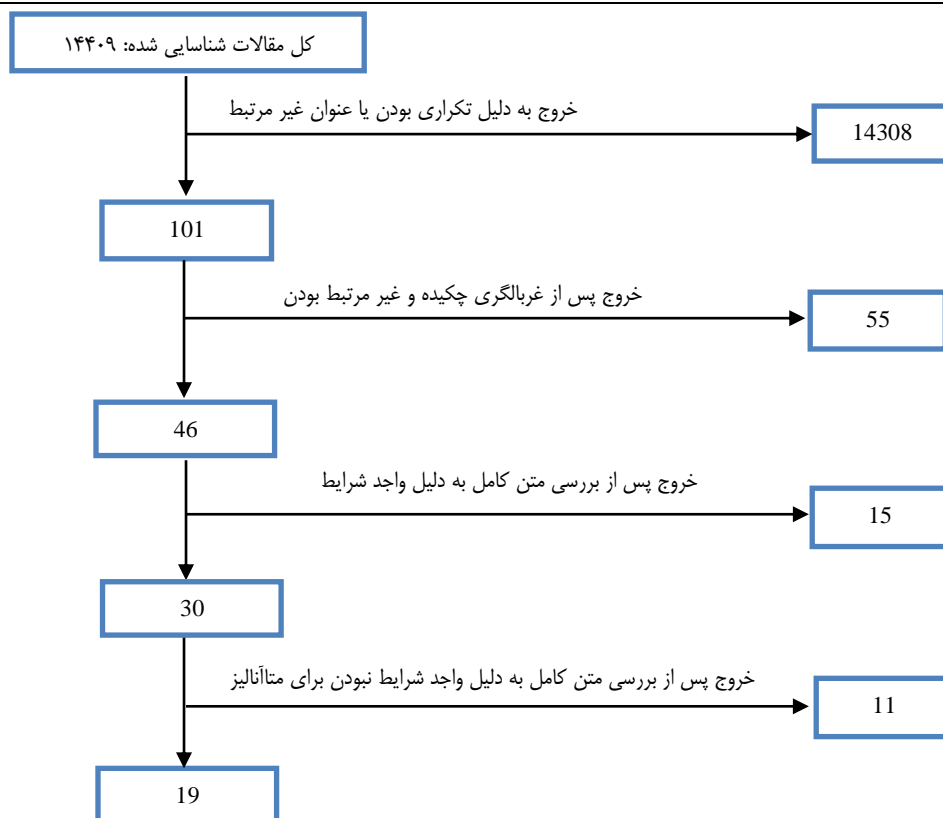 کل مقالات شناسایی شده: ۱۴۴۰۹
خروج به دلیل تکراری بودن یا عنوان غیر مرتبط
14308
101
خروج پس از غربالگری چکیده و غیر مرتبط بودن
55
46
خروج پس از بررسی متن کامل به دلیل واجد شرایط
15
30
خروج پس از بررسی متن کامل به دلیل واجد شرایط نبودن برای متاآنالیز
11
19